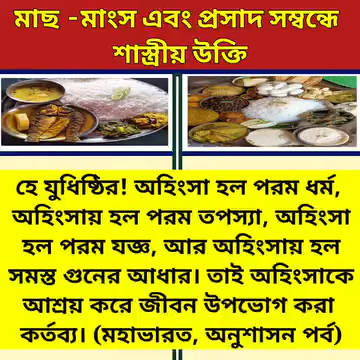 মাছ -মাংস এবং প্রসাদ সম্বন্ধে
শাস্ত্রীয় উক্তি
হে যুধিষ্ঠির! অহিংসা হল পরম ধর্ম,
অহিংসায় হল পরম তপস্যা, অহিংসা
হল পরম যজ্ঞ, আর অহিংসায় হল
সমস্ত গুনের আধার। তাই অহিংসাকে
আশ্রয় করে জীবন উপভোগ করা
কর্তব্য। (মহাভারত, অনুশাসন পর্ব)